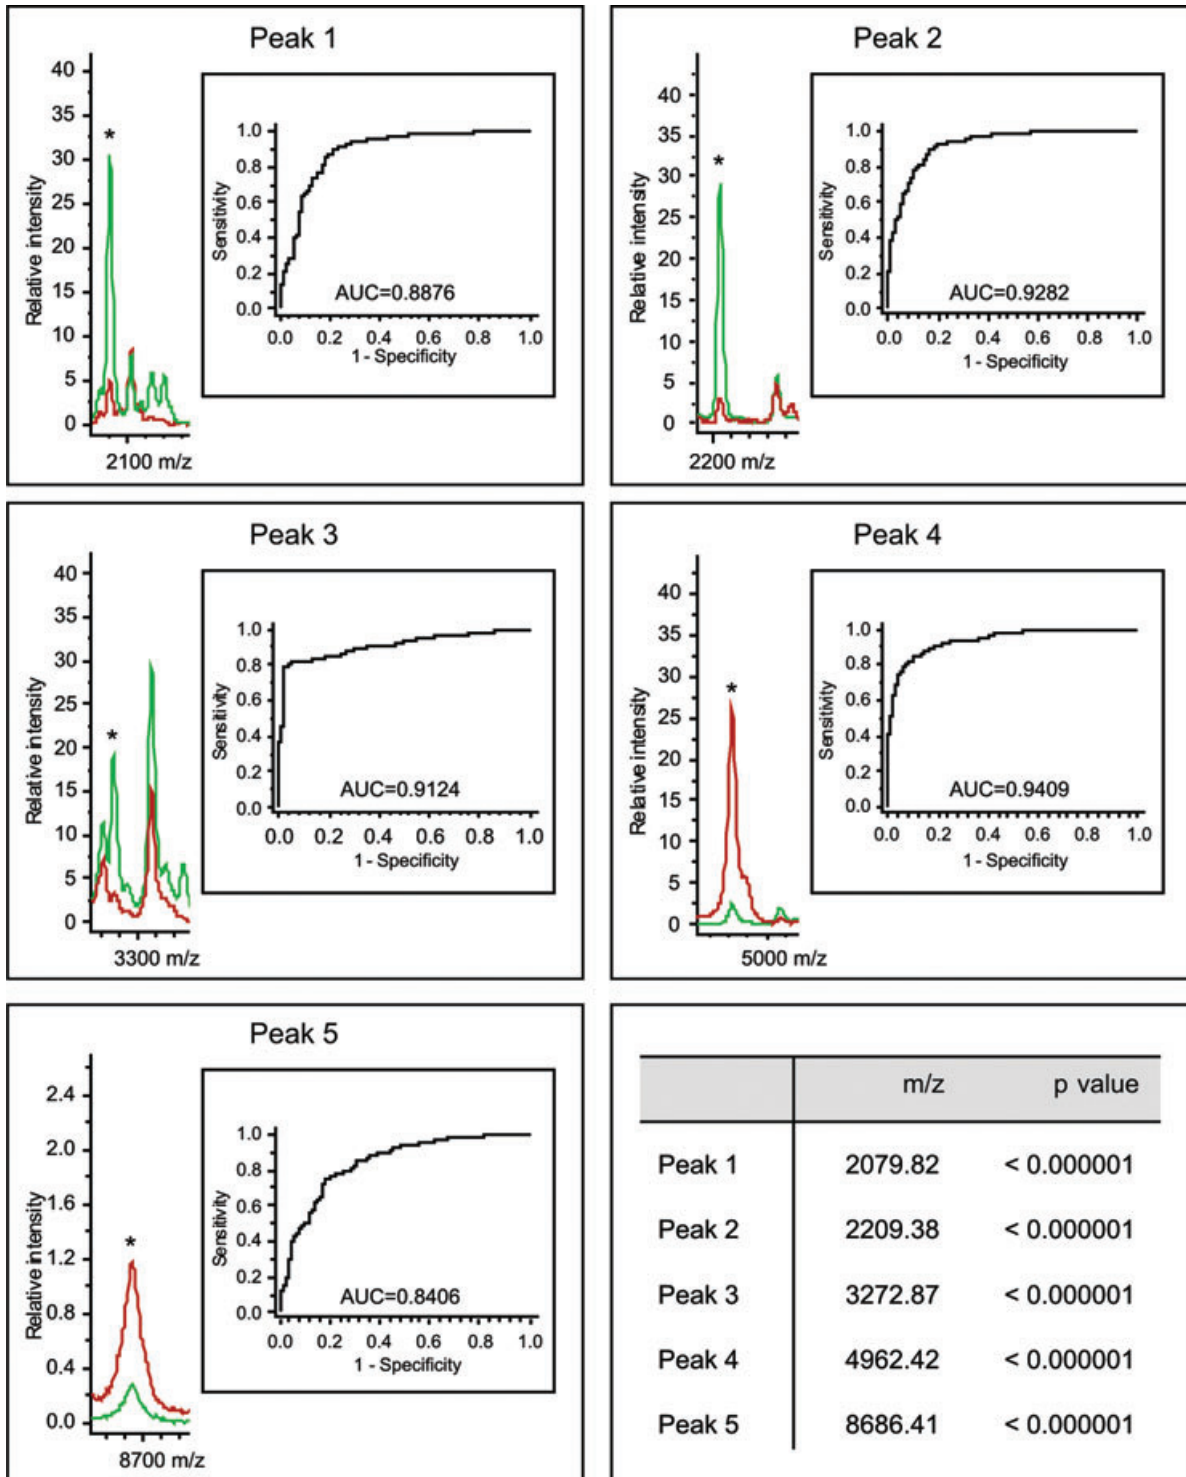 Peak 1
Relative intensity
40
35
30
25
20
15
10
5
0
*
2100 m/z
Sensitivity
1.0
0.8
0.6
0.4
0.2
0.0
AUC=0.8876
0.0 0.2 0.4 0.6 0.8 1.0
1 - Specificity
Peak 2
Relative intensity
40
35
30
25
20
15
10
5
0
*
2200 m/z
Sensitivity
1.0
0.8
0.6
0.4
0.2
0.0
AUC=0.9282
0.0 0.2 0.4 0.6 0.8 1.0
1 - Specificity
Peak 3
Relative intensity
40
35
30
25
20
15
10
5
0
*
3300 m/z
Sensitivity
1.0
0.8
0.6
0.4
0.2
0.0
AUC=0.9124
0.0 0.2 0.4 0.6 0.8 1.0
1 - Specificity
Peak 4
Relative intensity
40
35
30
25
20
15
10
5
0
*
5000 m/z
Sensitivity
1.0
0.8
0.6
0.4
0.2
0.0
AUC=0.9409
0.0 0.2 0.4 0.6 0.8 1.0
1 - Specificity
Peak 5
Relative intensity
2.4
2.0
1.6
1.2
0.8
0.4
0.0
*
8700 m/z
Sensitivity
1.0
0.8
0.6
0.4
0.2
0.0
AUC=0.8406
0.0 0.2 0.4 0.6 0.8 1.0
1 - Specificity
m/z p value
Peak 1 2079.82 < 0.000001
Peak 2 2209.38 < 0.000001
Peak 3 3272.87 < 0.000001
Peak 4 4962.42 < 0.000001
Peak 5 8686.41 < 0.000001